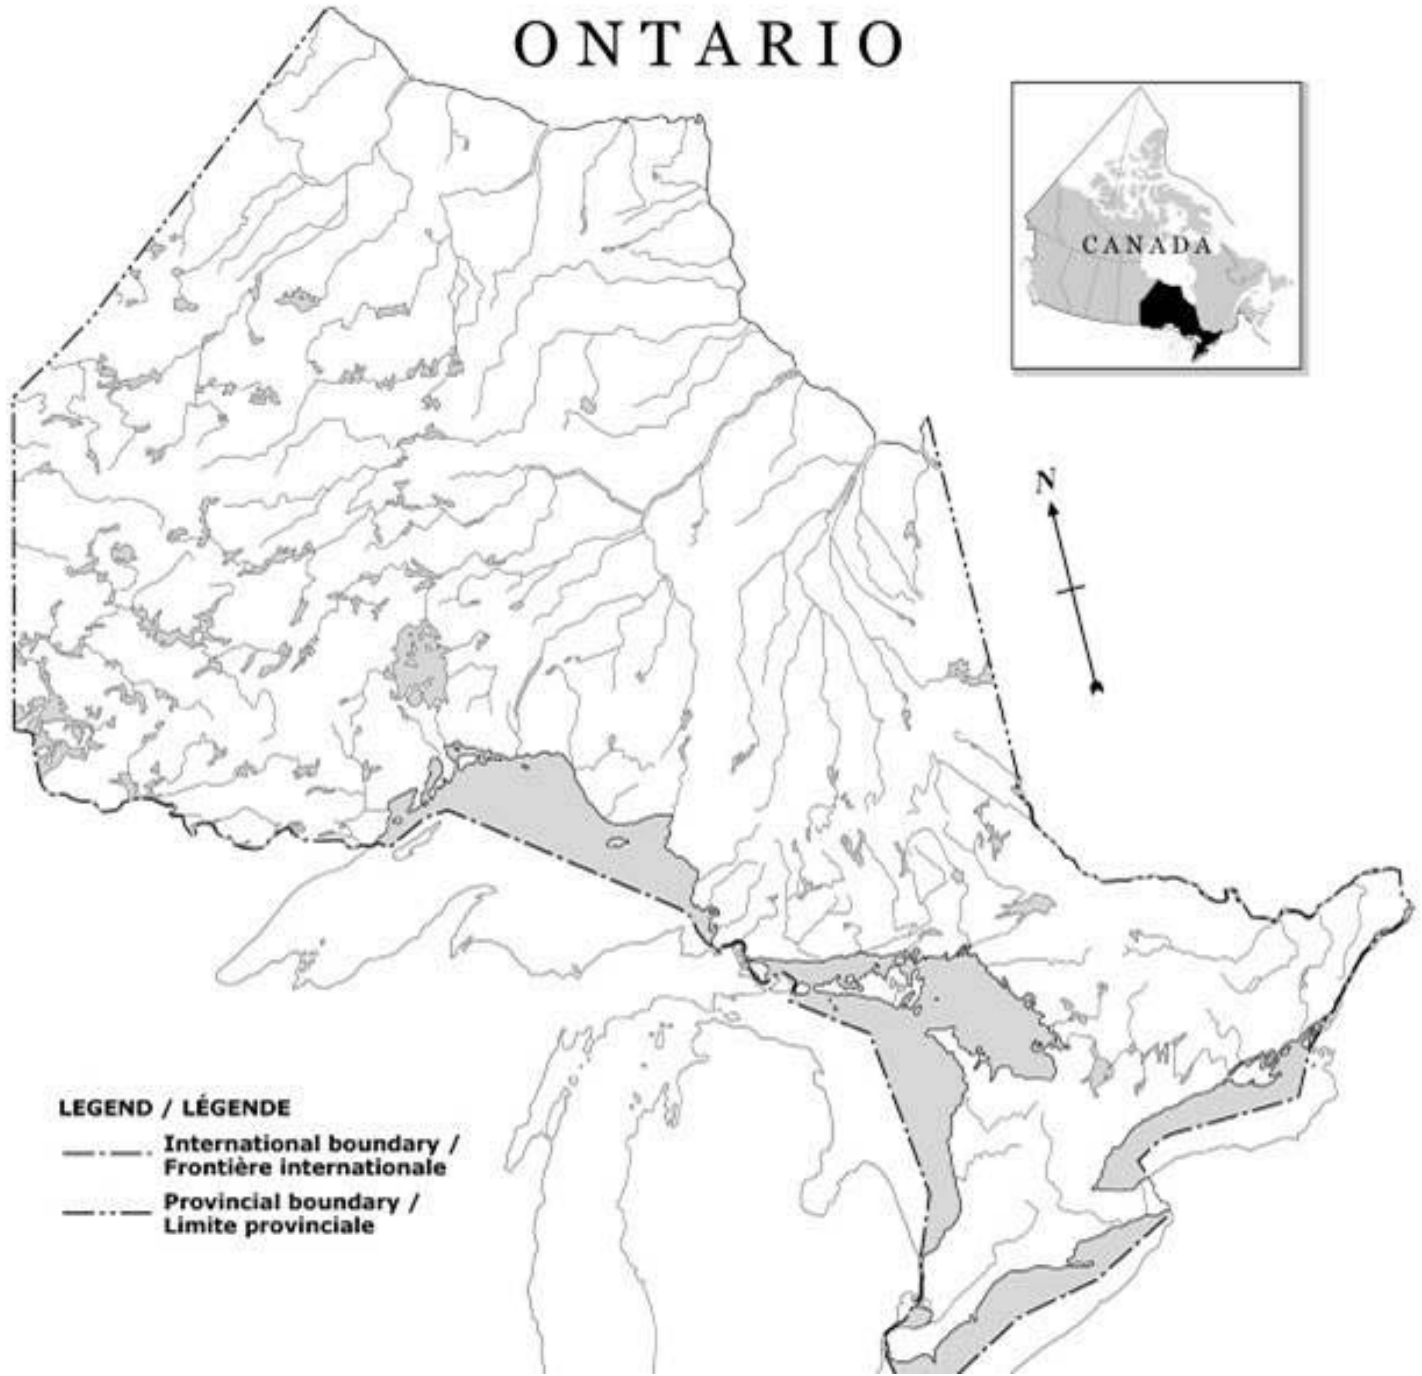 ONTARIO
CANADA
N
LEGEND / LÉGENDE
International boundary /
Frontière internationale
Provincial boundary /
Limite provinciale